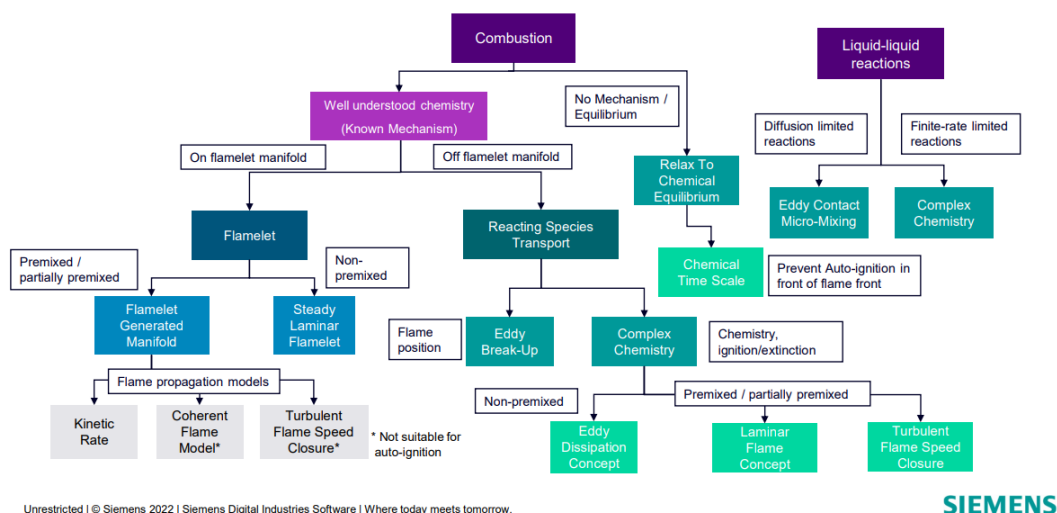 Combustion
Liquid-liquid
reactions
Well understood chemistry
(Known Mechanism)
No Mechanism /
Equilibrium
Diffusion limited
reactions
Finite-rate limited
reactions
On flamelet manifold
Off flamelet manifold
Relax To
Chemical
Equilibrium
Eddy Contact
Micro-Mixing
Complex
Chemistry
Flamelet
Reacting Species
Transport
Premixed /
partially premixed
Non-
premixed
Chemical
Time Scale
Prevent Auto-ignition in
front of flame front
Flamelet
Generated
Manifold
Steady
Laminar
Flamelet
Flame
position
Eddy
Break-Up
Complex
Chemistry
Chemistry,
ignition/extinction
Flame propagation models
Non-premixed
Premixed / partially premixed
Kinetic
Rate
Coherent
Flame
Model*
Turbulent
Flame Speed
Closure*
* Not suitable for
auto-ignition
Eddy
Dissipation
Concept
Laminar
Flame
Concept
Turbulent
Flame Speed
Closure
Unrestricted | © Siemens 2022 | Siemens Digital Industries Software | Where today meets tomorrow.
SIEMENS